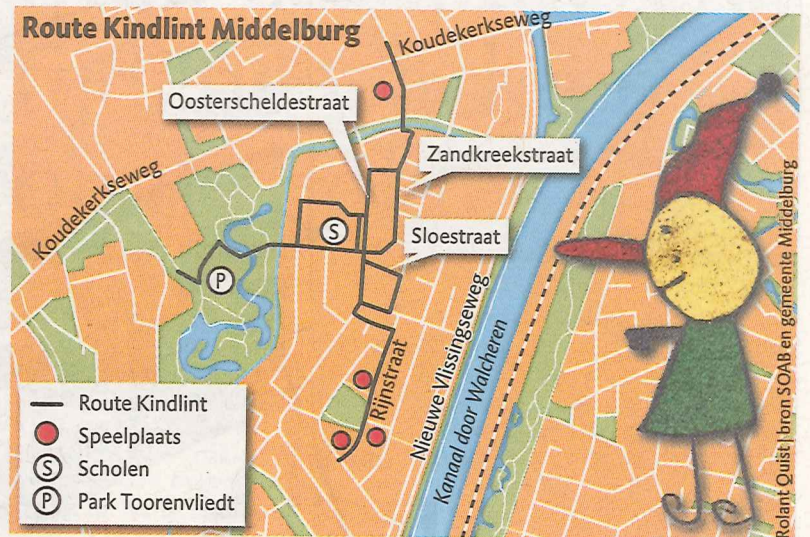 Route Kindlint Middelburg
Koudekerkseweg
Oosterscheldestraat
Zandkreekstraat
Koudekerkseweg
S
Sloestraat
P
Rijnstraat
Nieuwe Vlissingseweg
Kanaal door Walcheren
Route Kindlint
Speelplaats
S Scholen
P Park Toorenvliedt
Rolant Quist | bron SOAB en gemeente Middelburg